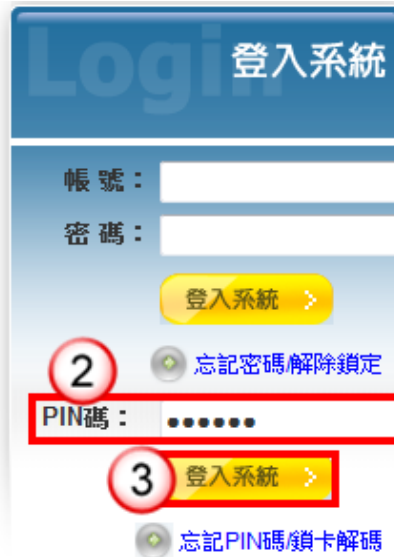 Login
登入系統
帳 號：
密 碼：
登入系統
忘記密碼/解除鎖定
2
PIN碼：
••••••
3
登入系統
忘記PIN碼/鎖卡解碼